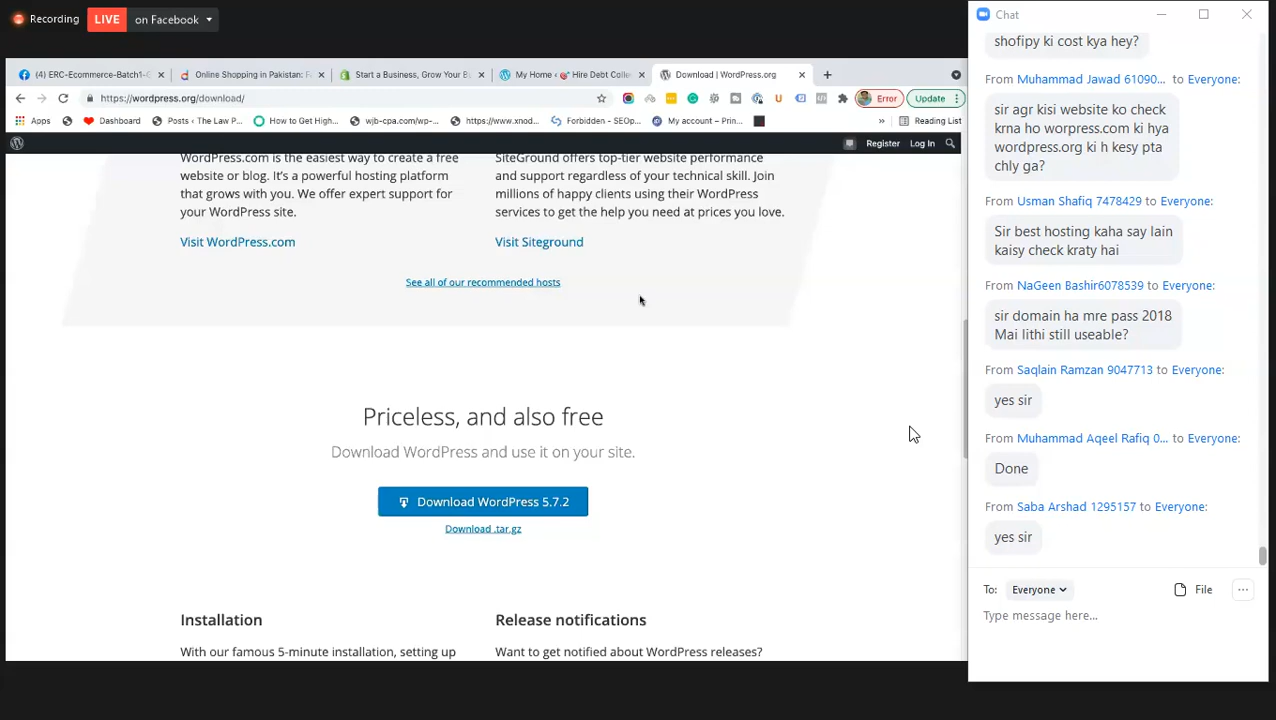 Recording
LIVE on Facebook
(4) ERC-Ecommerce-Batch1-
Online Shopping in Pakistan: F
Start a Business, Grow Your B
My Home ‹ Hire Debt Colle
Download | WordPress.org
https://wordpress.org/download/
Error
Update
Apps
Dashboard
Posts ‹ The Law P...
How to Get High...
wjb-cpa.com/wp-...
https://www.xnod...
Forbidden - SEOp...
My account – Prin...
»
Reading List
Register
Log In
WordPress.com is the easiest way to create a free
website or blog. It's a powerful hosting platform
that grows with you. We offer expert support for
your WordPress site.
Visit WordPress.com
SiteGround offers top-tier website performance
and support regardless of your technical skill. Join
millions of happy clients using their WordPress
services to get the help you need at prices you love.
Visit Siteground
See all of our recommended hosts
Priceless, and also free
Download WordPress and use it on your site.
Download WordPress 5.7.2
Download .tar.gz
Installation
With our famous 5-minute installation, setting up
Release notifications
Want to get notified about WordPress releases?
Chat
shofipy ki cost kya hey?
From Muhammad Jawad 61090... to Everyone:
sir agr kisi website ko check
krna ho worpress.com ki hya
wordpress.org ki h kesy pta
chly ga?
From Usman Shafiq 7478429 to Everyone:
Sir best hosting kaha say lain
kaisy check kraty hai
From NaGeen Bashir6078539 to Everyone:
sir domain ha mre pass 2018
Mai lithi still useable?
From Saqlain Ramzan 9047713 to Everyone:
yes sir
From Muhammad Aqeel Rafiq 0... to Everyone:
Done
From Saba Arshad 1295157 to Everyone:
yes sir
To: Everyone
File
...
Type message here...